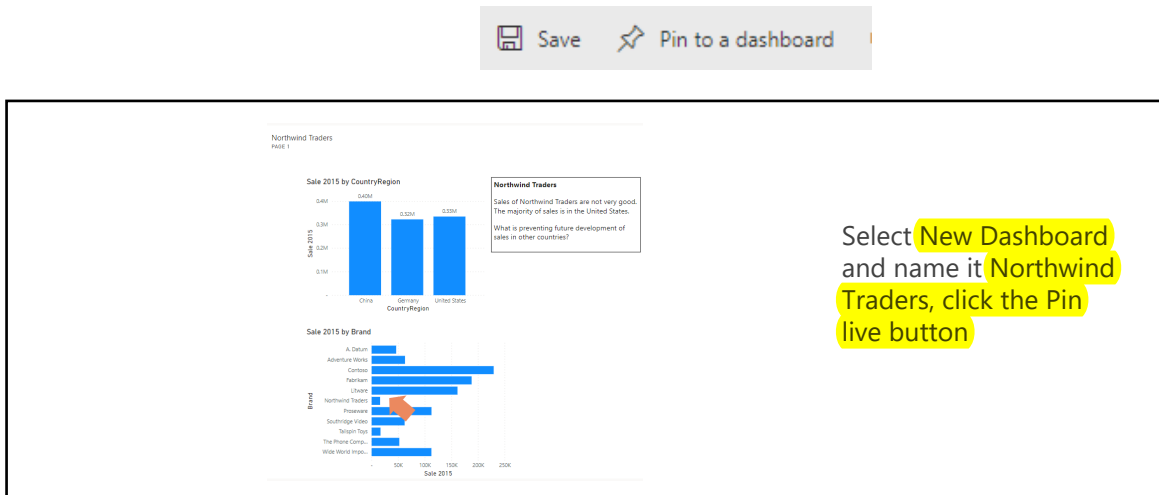 Save Pin to a dashboard
Northwind Traders
PAGE 1
Sale 2015 by CountryRegion
0.4M
0.3M
0.2M
0.1M
-
Sale 2015
0.40M
0.32M
0.33M
China Germany United States
CountryRegion
Northwind Traders
Sales of Northwind Traders are not very good.
The majority of sales is in the United States.
What is preventing future development of
sales in other countries?
Select New Dashboard
and name it Northwind
Traders, click the Pin
live button
Sale 2015 by Brand
Brand
A. Datum
Adventure Works
Contoso
Fabrikam
Litware
Northwind Traders
Proseware
Southridge Video
Tailspin Toys
The Phone Comp...
Wide World Impo...
- 50K 100K 150K 200K 250K
Sale 2015